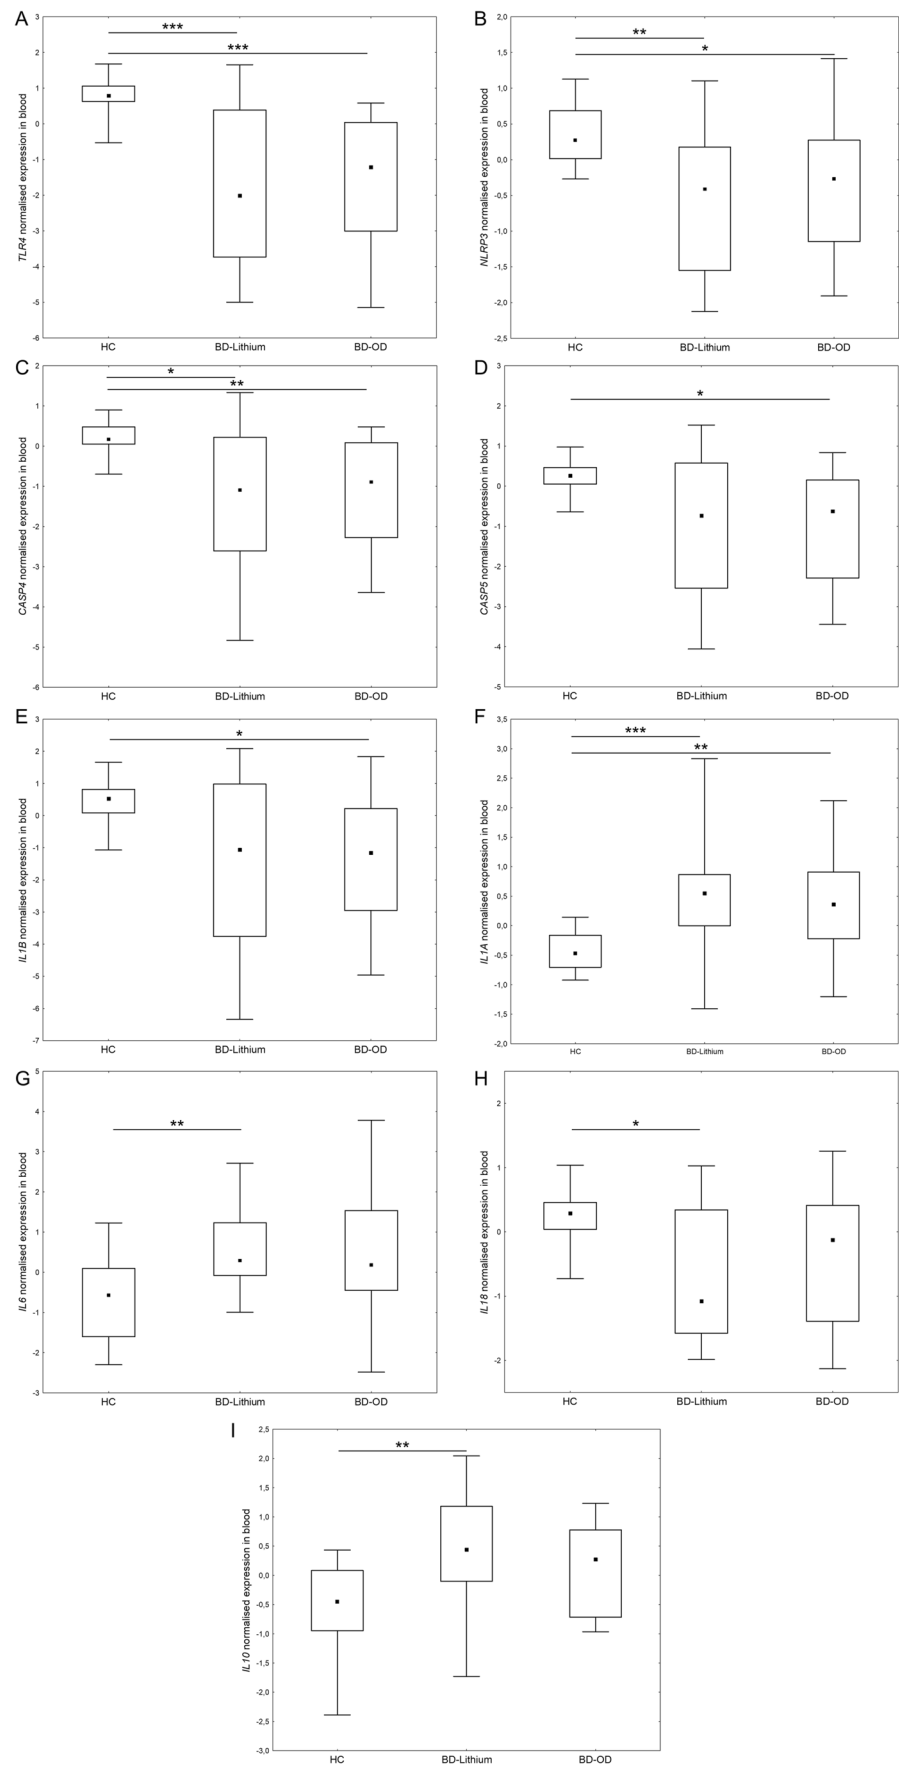 A
TLR4 normalised expression in blood
3
2
1
0
-1
-2
-3
-4
-5
-6
***
***
HC
BD-Lithium
BD-OD
B
NLRP3 normalised expression in blood
2,0
1,5
1,0
0,5
0,0
-0,5
-1,0
-1,5
-2,0
-2,5
**
*
HC
BD-Lithium
BD-OD
C
CASP4 normalised expression in blood
2
1
0
-1
-2
-3
-4
-5
-6
*
**
HC
BD-Lithium
BD-OD
D
CASP5 normalised expression in blood
3
2
1
0
-1
-2
-3
-4
-5
*
HC
BD-Lithium
BD-OD
E
IL1B normalised expression in blood
3
2
1
0
-1
-2
-3
-4
-5
-6
-7
*
HC
BD-Lithium
BD-OD
F
IL1A normalised expression in blood
3,5
3,0
2,5
2,0
1,5
1,0
0,5
0,0
-0,5
-1,0
-1,5
-2,0
***
**
HC
BD-Lithium
BD-OD
G
IL6 normalised expression in blood
5
4
3
2
1
0
-1
-2
-3
**
HC
BD-Lithium
BD-OD
H
IL18 normalised expression in blood
2
1
0
-1
-2
*
HC
BD-Lithium
BD-OD
I
IL10 normalised expression in blood
2,5
2,0
1,5
1,0
0,5
0,0
-0,5
-1,0
-1,5
-2,0
-2,5
-3,0
**
HC
BD-Lithium
BD-OD